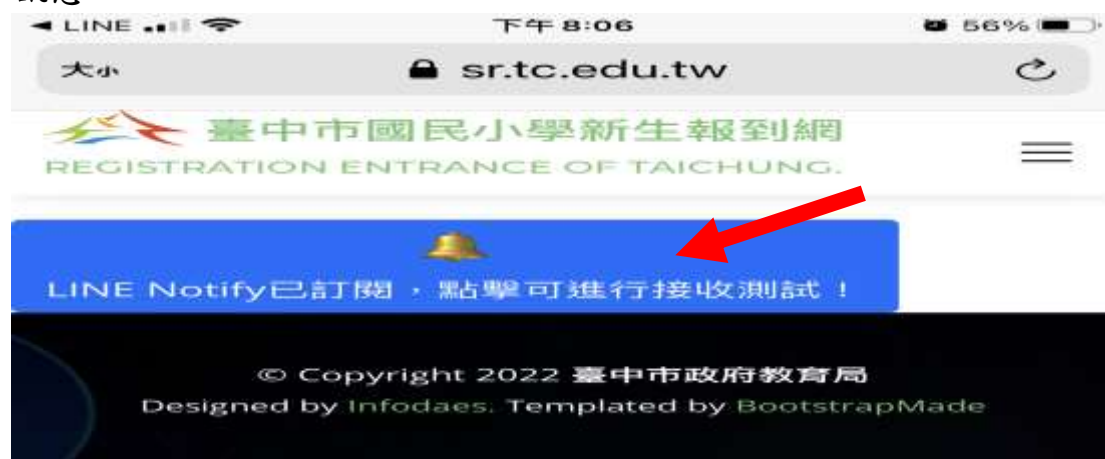 ◄ LINE 下午 8:06 56%
大小 sr.tc.edu.tw
臺中市國民小學新生報到網
REGISTRATION ENTRANCE OF TAICHUNG.
LINE Notify已訂閱，點擊可進行接收測試！
© Copyright 2022 臺中市政府教育局
Designed by Infodaes. Templated by BootstrapMade